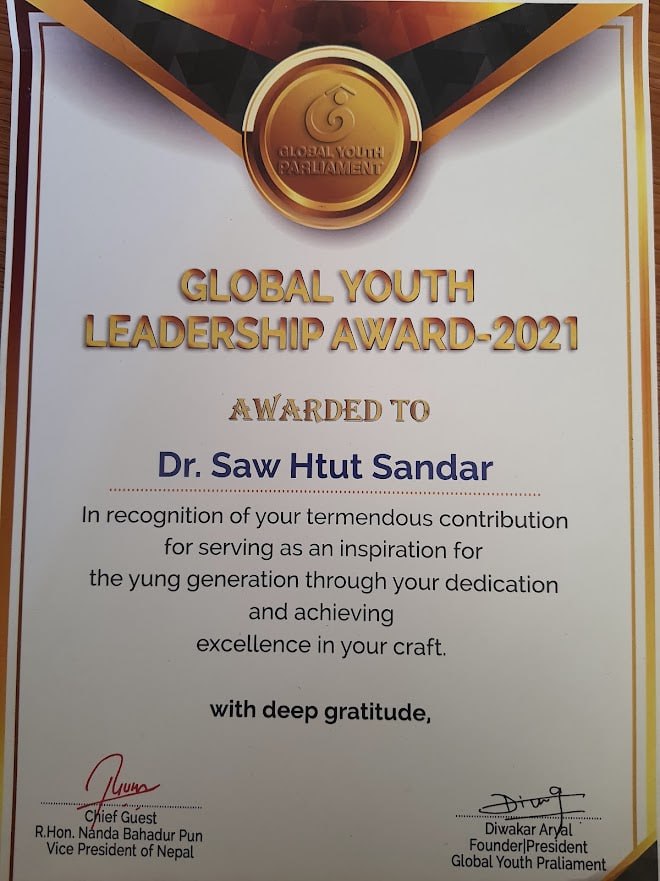 GLOBAL YOUTH
PARLIAMENT
GLOBAL YOUTH
LEADERSHIP AWARD-2021
AWARDED TO
Dr. Saw Htut Sandar
In recognition of your termendous contribution
for serving as an inspiration for
the yung generation through your dedication
and achieving
excellence in your craft.
with deep gratitude,
Chief Guest
R.Hon. Nanda Bahadur Pun
Vice President of Nepal
Diwakar Aryal
Founder|President
Global Youth Praliament